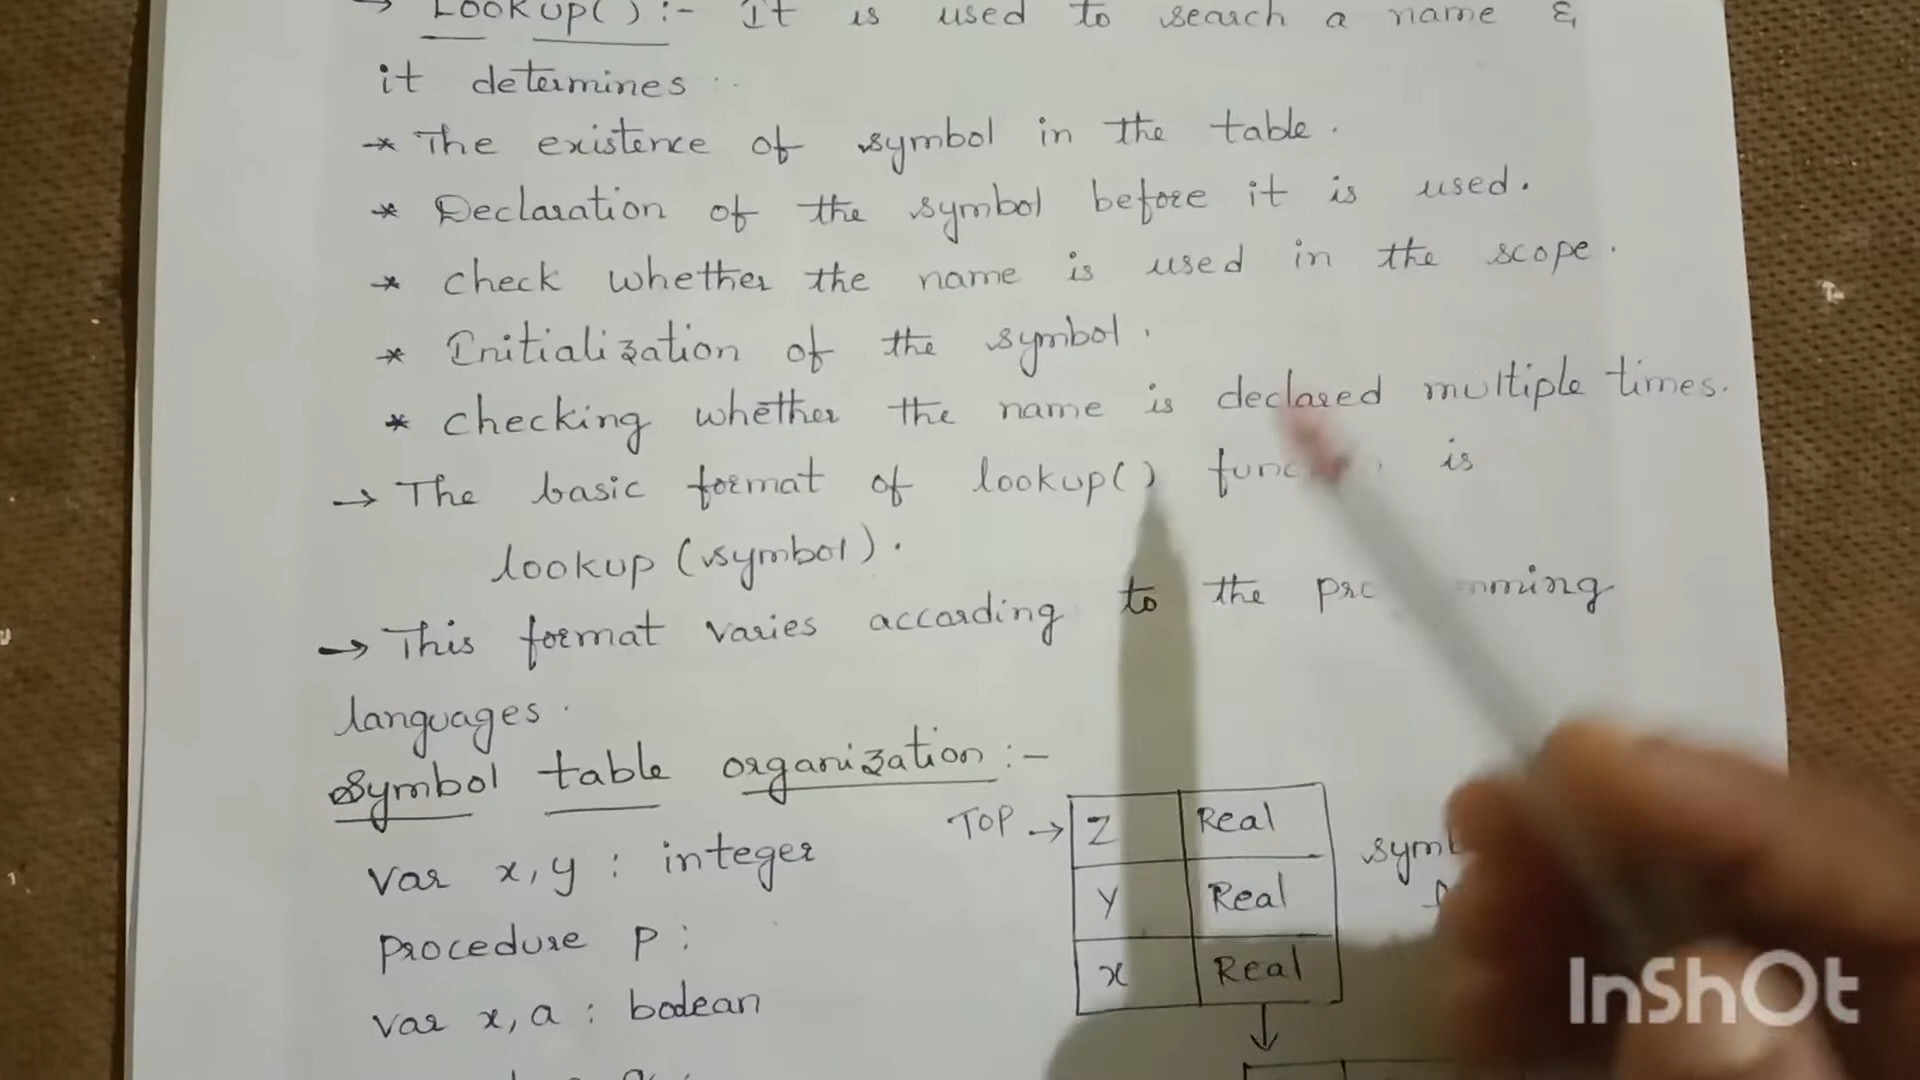 → Lookup() :- It is used to search a name &
it determines :-
* The existence of symbol in the table.
* Declaration of the symbol before it is used.
* check whether the name is used in the scope.
* Initialization of the symbol.
* checking whether the name is declared multiple times.
→ The basic format of lookup() is
lookup (symbol).
→ This format varies according to the
languages.
Symbol table organization :-
var x, y : integer
procedure p :
var x, a : boolean
TOP → Z Real
y Real
x Real
InShOt